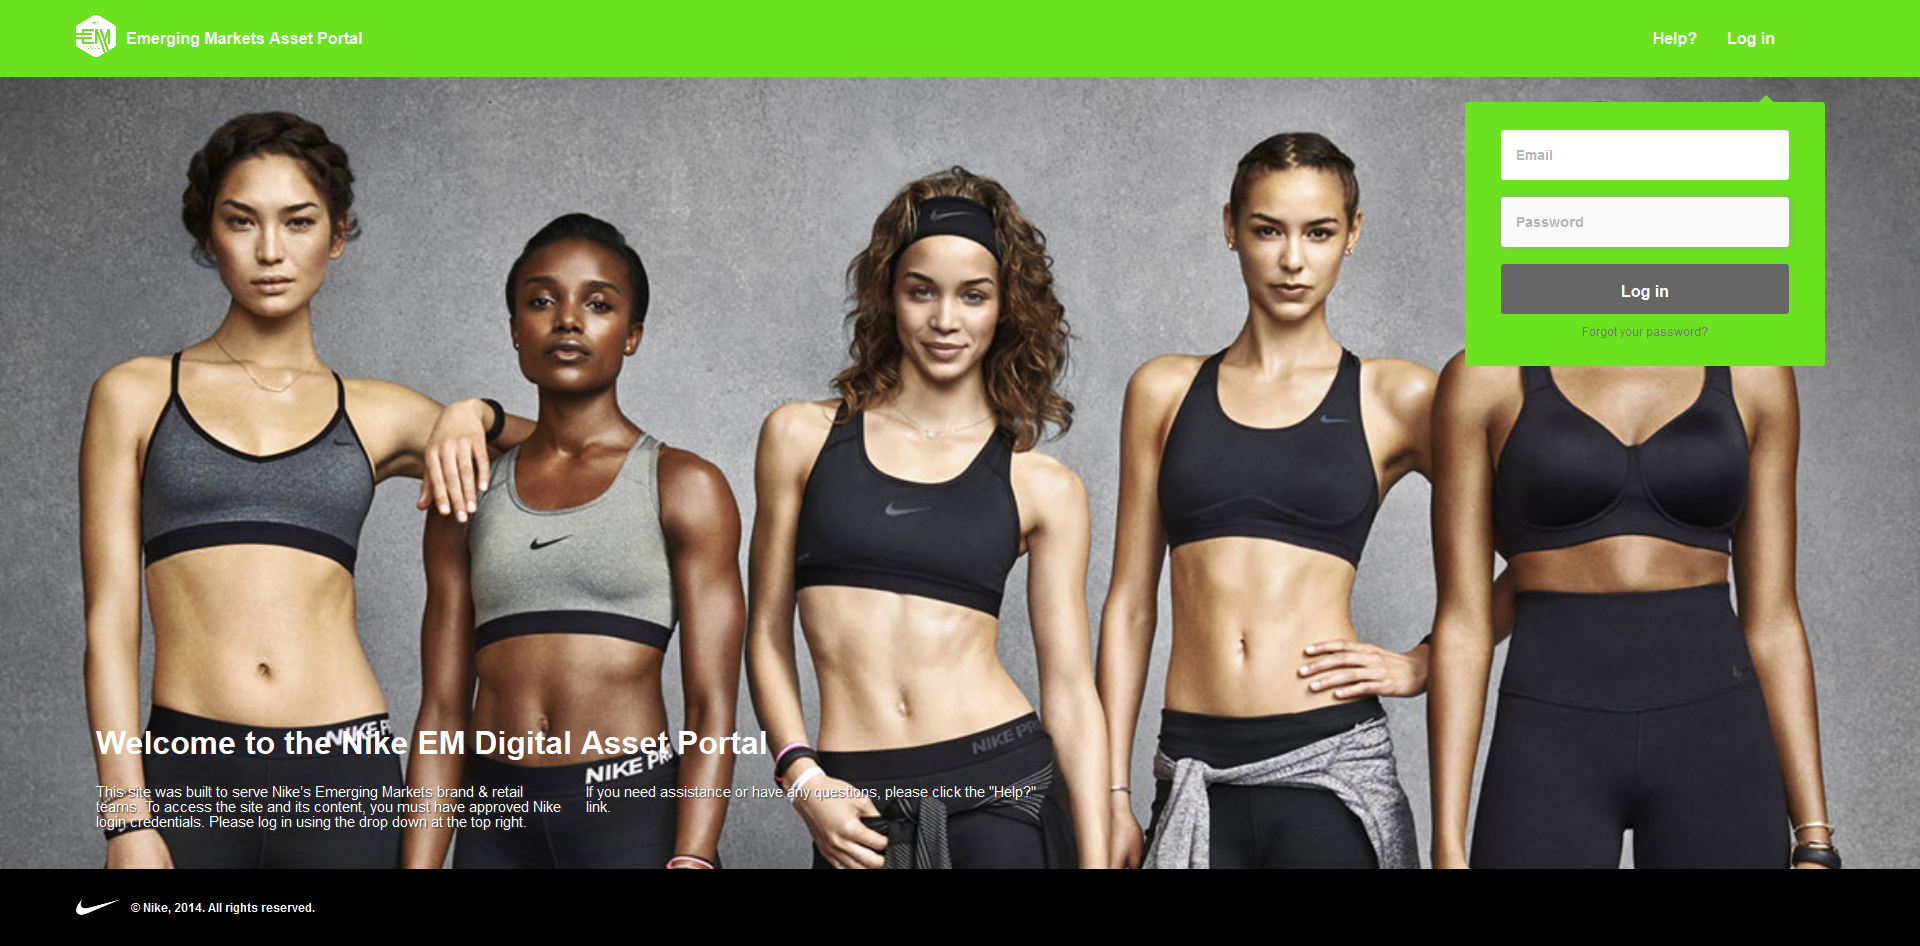 EM
Emerging Markets Asset Portal
Help?
Log in
Email
Password
Log in
Forgot your password?
NIKE PR
NIKE PR
NIKE PRO
Welcome to the Nike EM Digital Asset Portal
This site was built to serve Nike's Emerging Markets brand & retail
teams. To access the site and its content, you must have approved Nike
login credentials. Please log in using the drop down at the top right.
If you need assistance or have any questions, please click the "Help?"
link.
© Nike, 2014. All rights reserved.